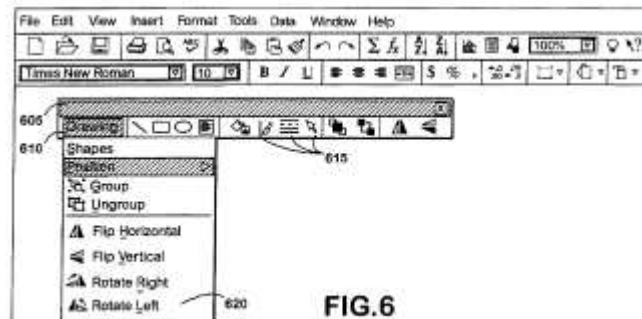 File Edit View Insert Format Tools Data Window Help
100%
Times New Roman 10 B I U $ % ,
605
610 Drawing
615
Shapes
Position
Group
Ungroup
Flip Horizontal
Flip Vertical
Rotate Right
Rotate Left 620
FIG.6